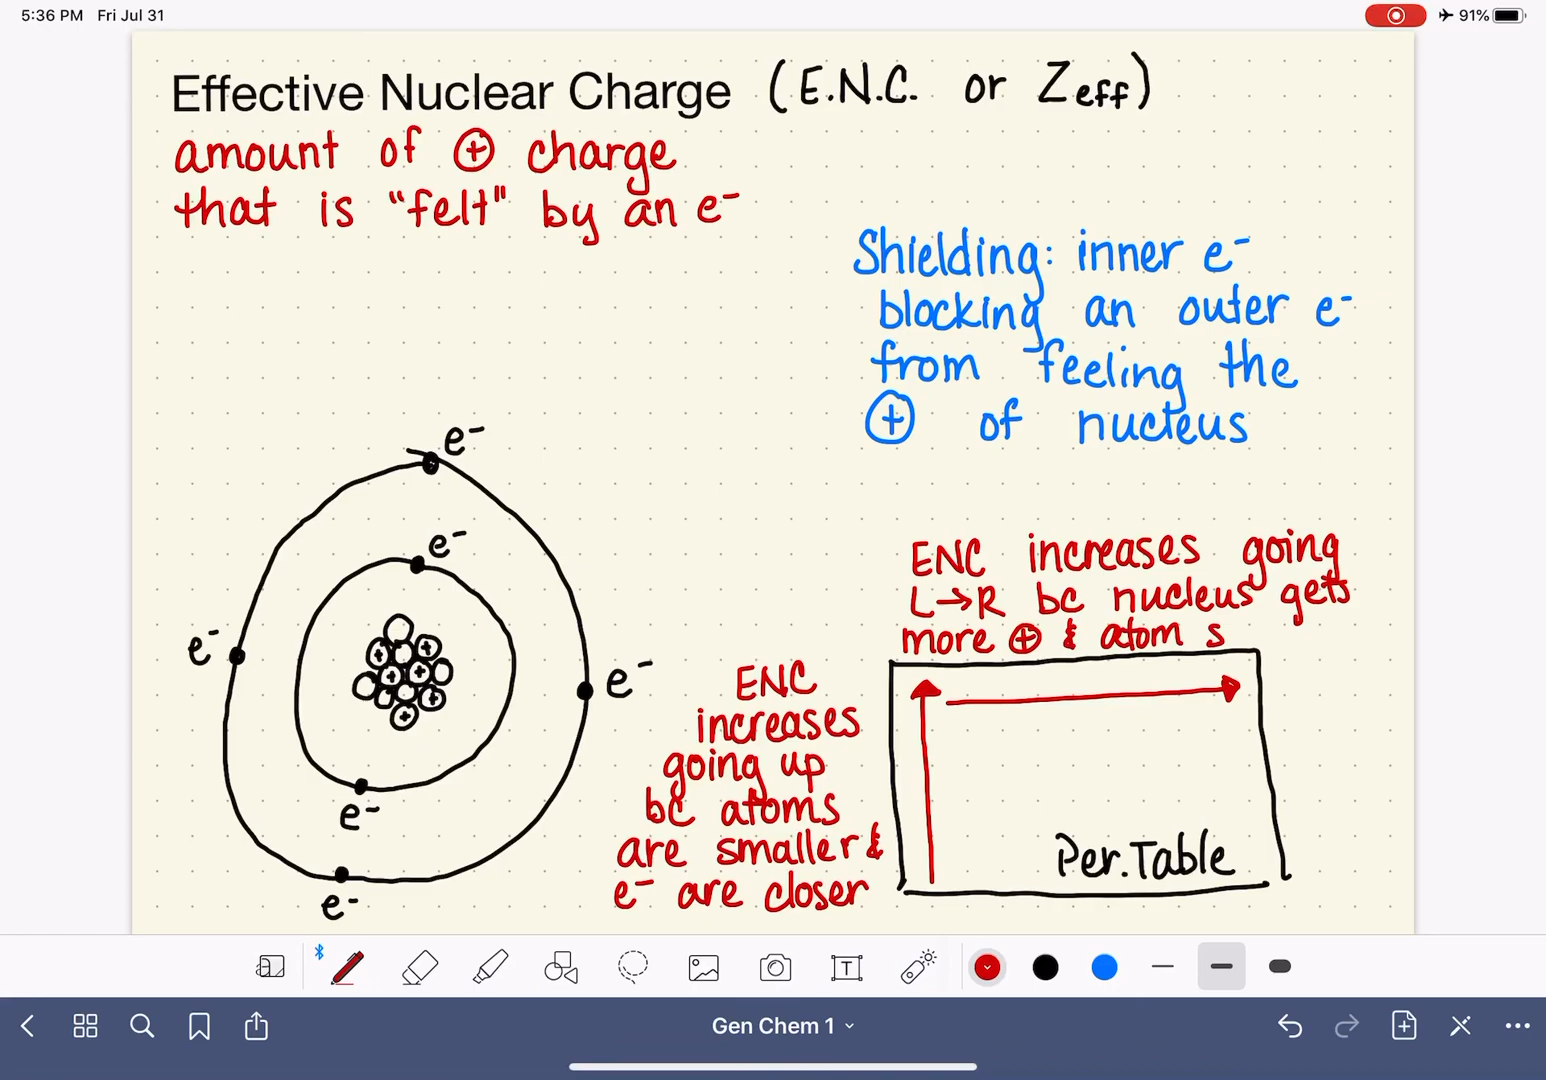 5:36 PM Fri Jul 31
91%
Effective Nuclear Charge (E.N.C. or Zeff)
amount of ⊕ charge
that is "felt" by an e⁻
Shielding: inner e⁻
blocking an outer e⁻
from feeling the
⊕ of nucleus
e⁻
e⁻
e⁻
e⁻
e⁻
e⁻
+
+
+
+
+
+
ENC increases going
L→R bc nucleus gets
more ⊕ & atom s
ENC
increases
going up
bc atoms
are smaller &
e⁻ are closer
Per. Table
T
Gen Chem 1